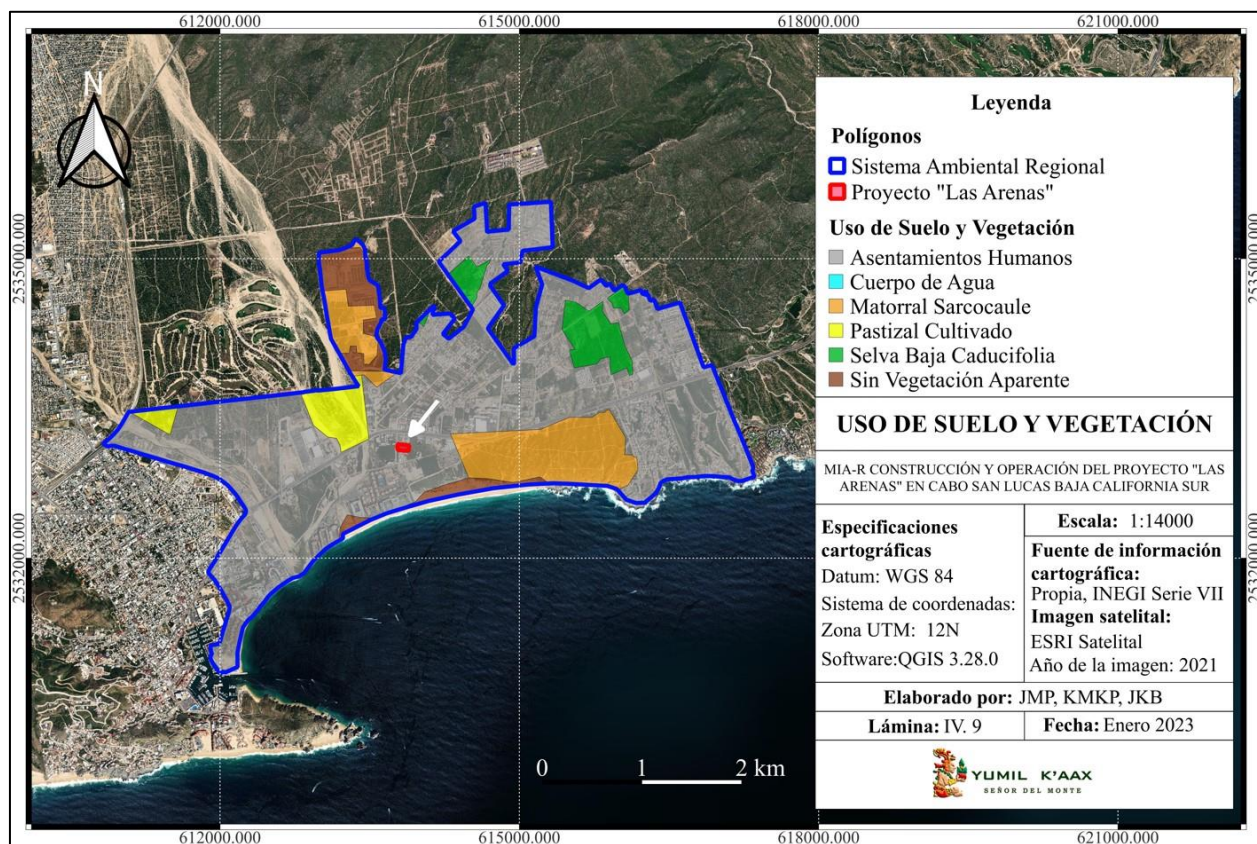 612000.000 615000.000 618000.000 621000.000
N
2535000.000 2535000.000
2532000.000 2532000.000
Leyenda
Polígonos
Sistema Ambiental Regional
Proyecto "Las Arenas"
Uso de Suelo y Vegetación
Asentamientos Humanos
Cuerpo de Agua
Matorral Sarcocaule
Pastizal Cultivado
Selva Baja Caducifolia
Sin Vegetación Aparente
USO DE SUELO Y VEGETACIÓN
MIA-R CONSTRUCCIÓN Y OPERACIÓN DEL PROYECTO "LAS
ARENAS" EN CABO SAN LUCAS BAJA CALIFORNIA SUR
Especificaciones
cartográficas
Datum: WGS 84
Sistema de coordenadas:
Zona UTM: 12N
Software:QGIS 3.28.0
Escala: 1:14000
Fuente de información
cartográfica:
Propia, INEGI Serie VII
Imagen satelital:
ESRI Satelital
Año de la imagen: 2021
Elaborado por: JMP, KMKP, JKB
Lámina: IV. 9 Fecha: Enero 2023
YUMIL K'AAX
SEÑOR DEL MONTE
0 1 2 km
612000.000 615000.000 618000.000 621000.000